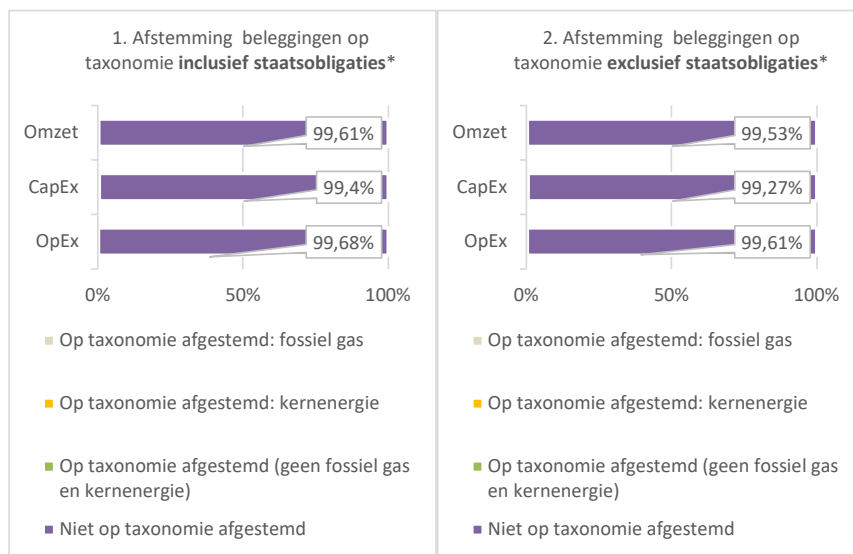 1. Afstemming beleggingen op
taxonomie inclusief staatsobligaties*
Omzet
99,61%
CapEx
99,4%
OpEx
99,68%
0%
50%
100%
Op taxonomie afgestemd: fossiel gas
Op taxonomie afgestemd: kernenergie
Op taxonomie afgestemd (geen fossiel gas
en kernenergie)
Niet op taxonomie afgestemd
2. Afstemming beleggingen op
taxonomie exclusief staatsobligaties*
Omzet
99,53%
CapEx
99,27%
OpEx
99,61%
0%
50%
100%
Op taxonomie afgestemd: fossiel gas
Op taxonomie afgestemd: kernenergie
Op taxonomie afgestemd (geen fossiel gas
en kernenergie)
Niet op taxonomie afgestemd